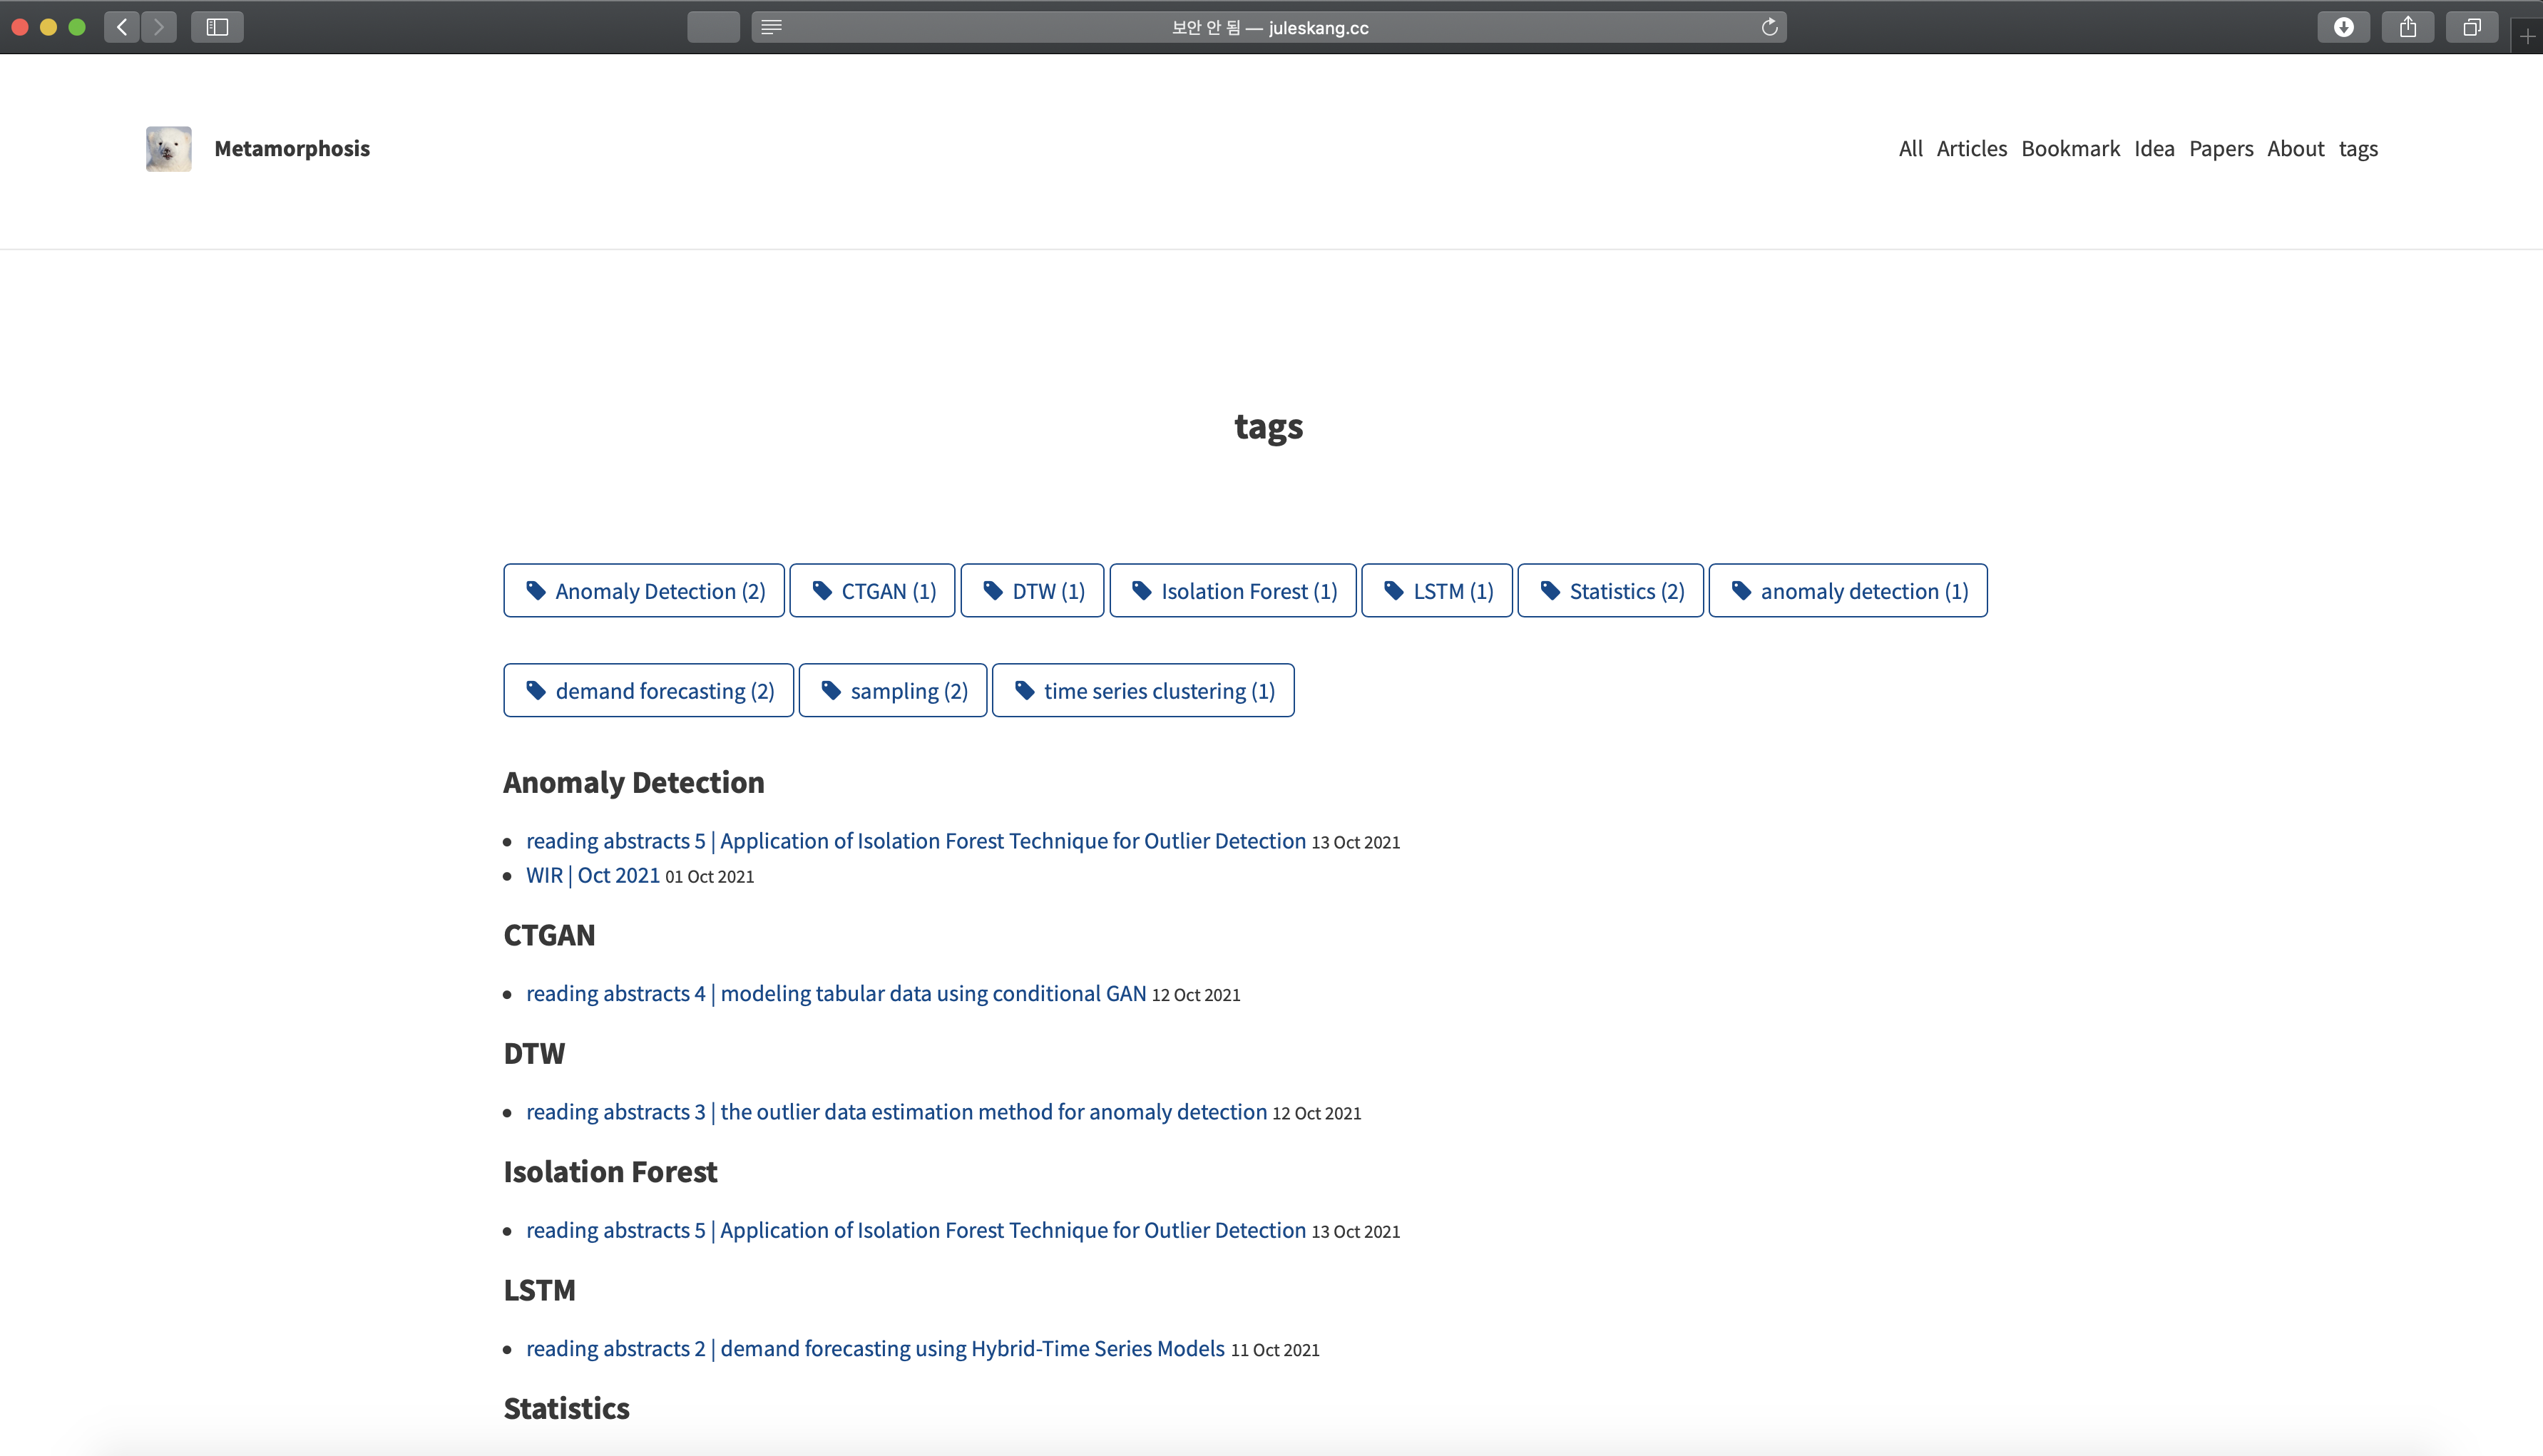 보안 안 됨 — juleskang.cc
Metamorphosis
All Articles Bookmark Idea Papers About tags
tags
Anomaly Detection (2) CTGAN (1) DTW (1) Isolation Forest (1) LSTM (1) Statistics (2) anomaly detection (1)
demand forecasting (2) sampling (2) time series clustering (1)
Anomaly Detection
• reading abstracts 5 | Application of Isolation Forest Technique for Outlier Detection 13 Oct 2021
• WIR | Oct 2021 01 Oct 2021
CTGAN
• reading abstracts 4 | modeling tabular data using conditional GAN 12 Oct 2021
DTW
• reading abstracts 3 | the outlier data estimation method for anomaly detection 12 Oct 2021
Isolation Forest
• reading abstracts 5 | Application of Isolation Forest Technique for Outlier Detection 13 Oct 2021
LSTM
• reading abstracts 2 | demand forecasting using Hybrid-Time Series Models 11 Oct 2021
Statistics